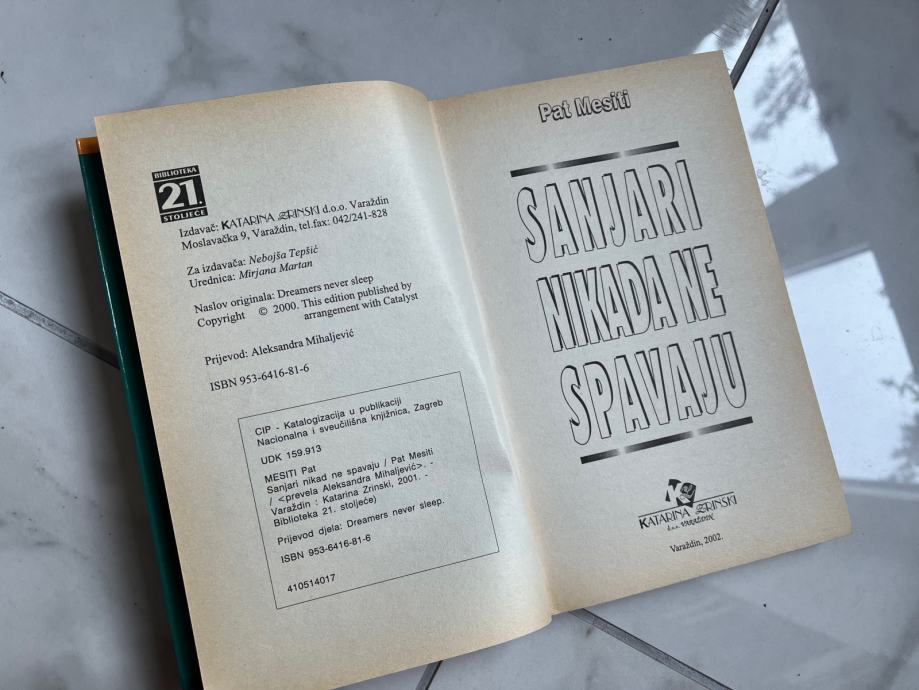 BIBLIOTEKA
21.
STOLJEĆE
Izdavač: KATARINA ZRINSKI d.o.o. Varaždin
Moslavačka 9, Varaždin, tel.fax: 042/241-828
Za izdavača: Nebojša Tepšić
Urednica: Mirjana Martan
Naslov originala: Dreamers never sleep
Copyright © 2000. This edition published by
arrangement with Catalyst
Prijevod: Aleksandra Mihaljević
ISBN 953-6416-81-6
CIP - Katalogizacija u publikaciji
Nacionalna i sveučilišna knjižnica, Zagreb
UDK 159.913
MESITI Pat
Sanjari nikad ne spavaju / Pat Mesiti
/ <prevela Aleksandra Mihaljević>. -
Varaždin : Katarina Zrinski, 2001. -
Biblioteka 21. stoljeće)
Prijevod djela: Dreamers never sleep.
ISBN 953-6416-81-6
410514017
Pat Mesiti
SANJARI
NIKADA NE
SPAVAJU
KATARINA ZRINSKI
d.o.o. VARAŽDIN
Varaždin, 2002.